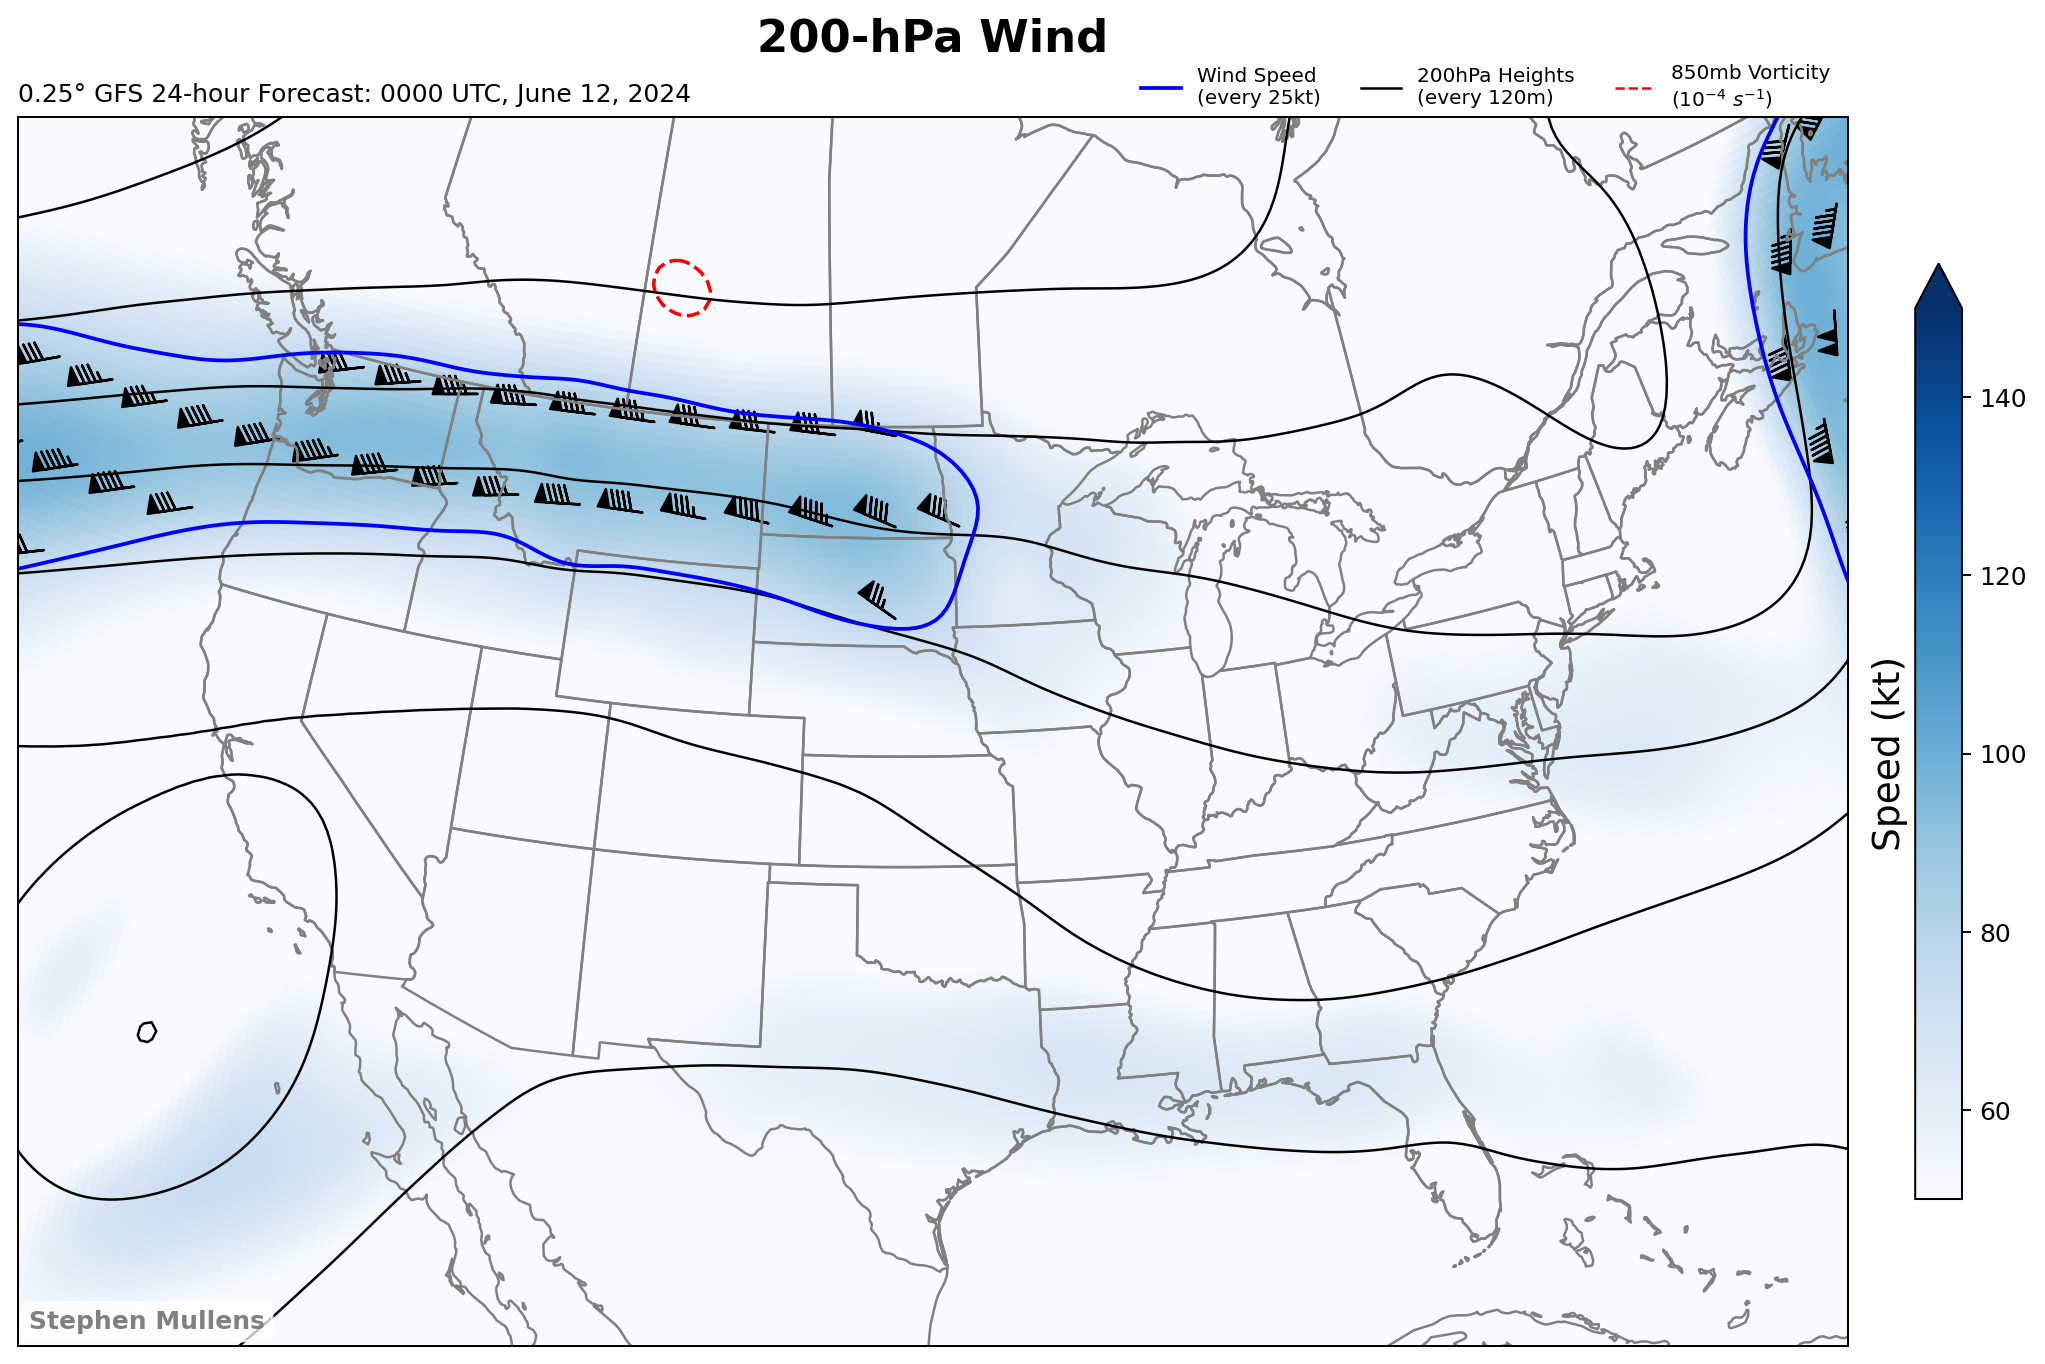 200-hPa Wind
0.25° GFS 24-hour Forecast: 0000 UTC, June 12, 2024
Wind Speed
(every 25kt)
200hPa Heights
(every 120m)
850mb Vorticity
(10⁻⁴ s⁻¹)
140
120
100
80
60
Speed (kt)
Stephen Mullens